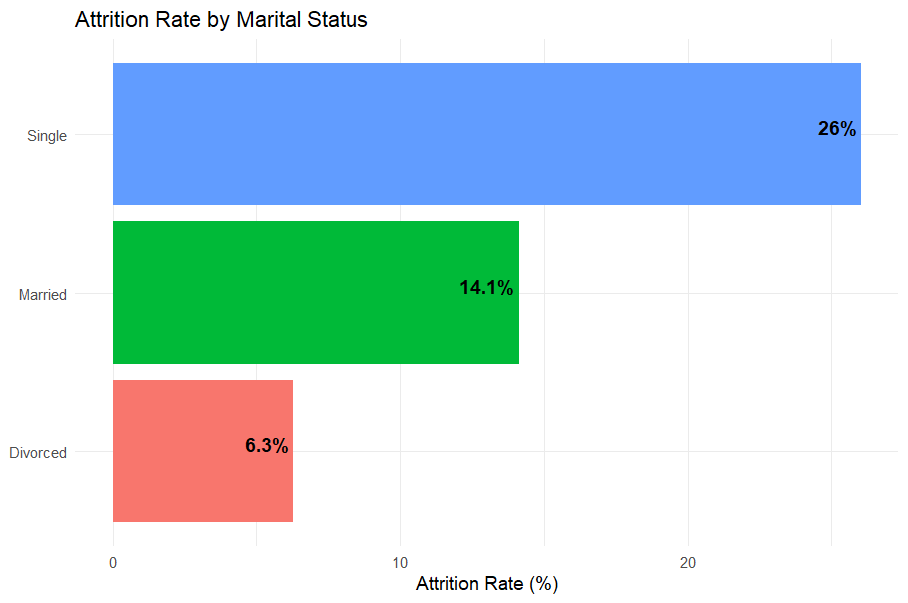 Attrition Rate by Marital Status
Single
26%
Married
14.1%
Divorced
6.3%
0 10 20
Attrition Rate (%)